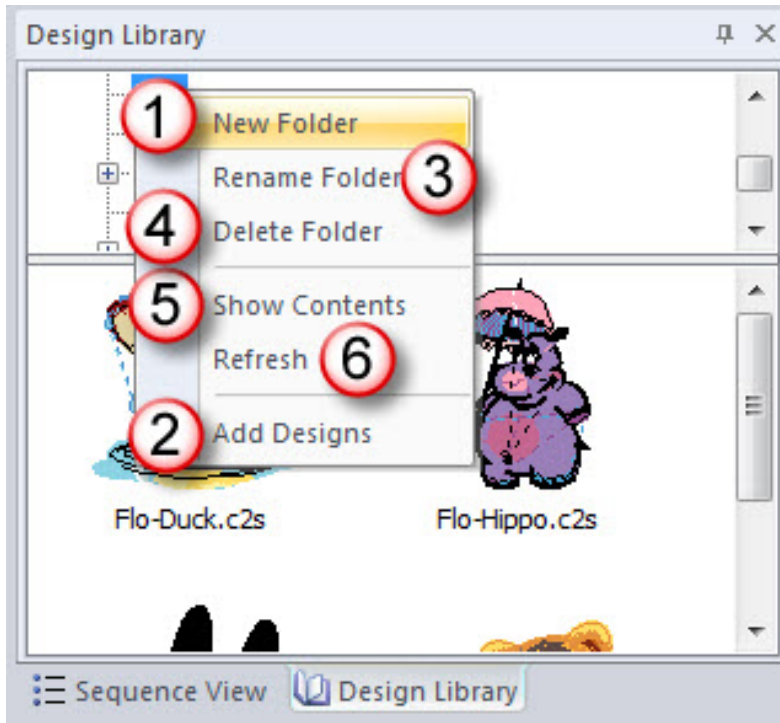 Design Library
1 New Folder
Rename Folder 3
4 Delete Folder
5 Show Contents
Refresh 6
2 Add Designs
Flo-Duck.c2s Flo-Hippo.c2s
Sequence View Design Library